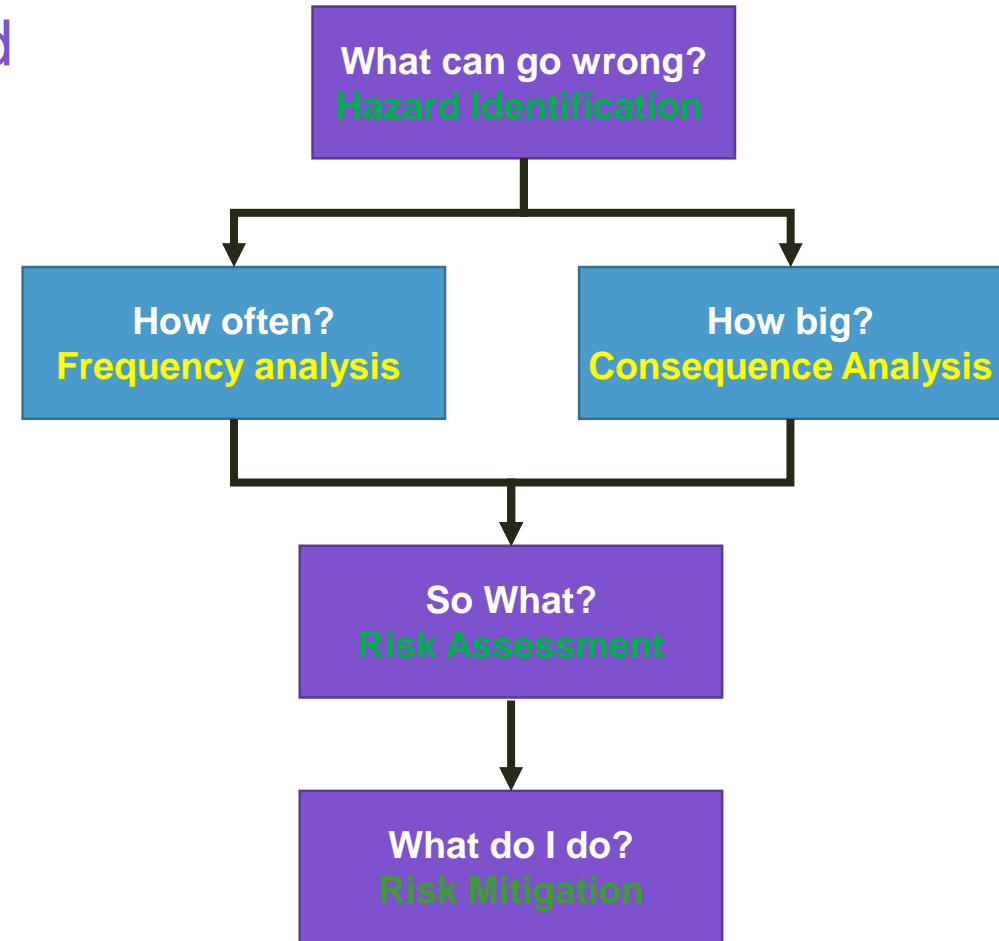 d
What can go wrong?
Hazard Identification
How often?
Frequency analysis
How big?
Consequence Analysis
So What?
Risk Assessment
What do I do?
Risk Mitigation